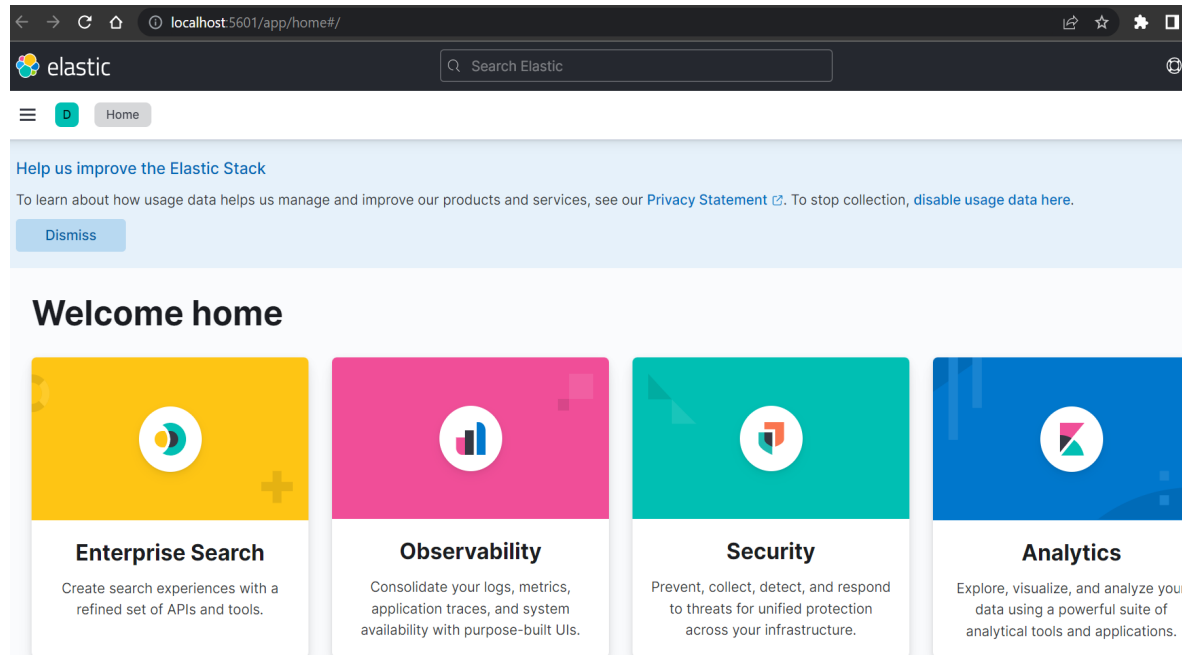 localhost:5601/app/home#/
elastic
Search Elastic
D
Home
Help us improve the Elastic Stack
To learn about how usage data helps us manage and improve our products and services, see our Privacy Statement. To stop collection, disable usage data here.
Dismiss
Welcome home
Enterprise Search
Create search experiences with a
refined set of APIs and tools.
Observability
Consolidate your logs, metrics,
application traces, and system
availability with purpose-built UIs.
Security
Prevent, collect, detect, and respond
to threats for unified protection
across your infrastructure.
Analytics
Explore, visualize, and analyze your
data using a powerful suite of
analytical tools and applications.